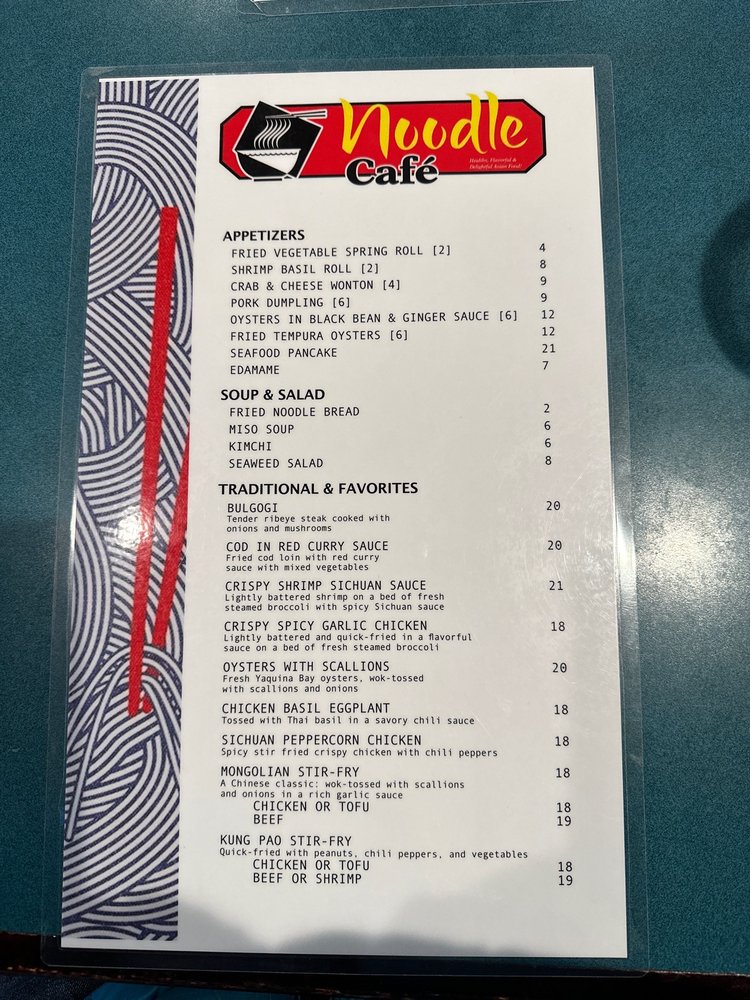 Noodle
Café
Healthy, Flavorful &
Delightful Asian Food!
APPETIZERS
FRIED VEGETABLE SPRING ROLL [2] 4
SHRIMP BASIL ROLL [2] 8
CRAB & CHEESE WONTON [4] 9
PORK DUMPLING [6] 9
OYSTERS IN BLACK BEAN & GINGER SAUCE [6] 12
FRIED TEMPURA OYSTERS [6] 12
SEAFOOD PANCAKE 21
EDAMAME 7
SOUP & SALAD
FRIED NOODLE BREAD 2
MISO SOUP 6
KIMCHI 6
SEAWEED SALAD 8
TRADITIONAL & FAVORITES
BULGOGI 20
Tender ribeye steak cooked with
onions and mushrooms
COD IN RED CURRY SAUCE 20
Fried cod loin with red curry
sauce with mixed vegetables
CRISPY SHRIMP SICHUAN SAUCE 21
Lightly battered shrimp on a bed of fresh
steamed broccoli with spicy Sichuan sauce
CRISPY SPICY GARLIC CHICKEN 18
Lightly battered and quick-fried in a flavorful
sauce on a bed of fresh steamed broccoli
OYSTERS WITH SCALLIONS 20
Fresh Yaquina Bay oysters, wok-tossed
with scallions and onions
CHICKEN BASIL EGGPLANT 18
Tossed with Thai basil in a savory chili sauce
SICHUAN PEPPERCORN CHICKEN 18
Spicy stir fried crispy chicken with chili peppers
MONGOLIAN STIR-FRY 18
A Chinese classic: wok-tossed with scallions
and onions in a rich garlic sauce
CHICKEN OR TOFU 18
BEEF 19
KUNG PAO STIR-FRY
Quick-fried with peanuts, chili peppers, and vegetables
CHICKEN OR TOFU 18
BEEF OR SHRIMP 19